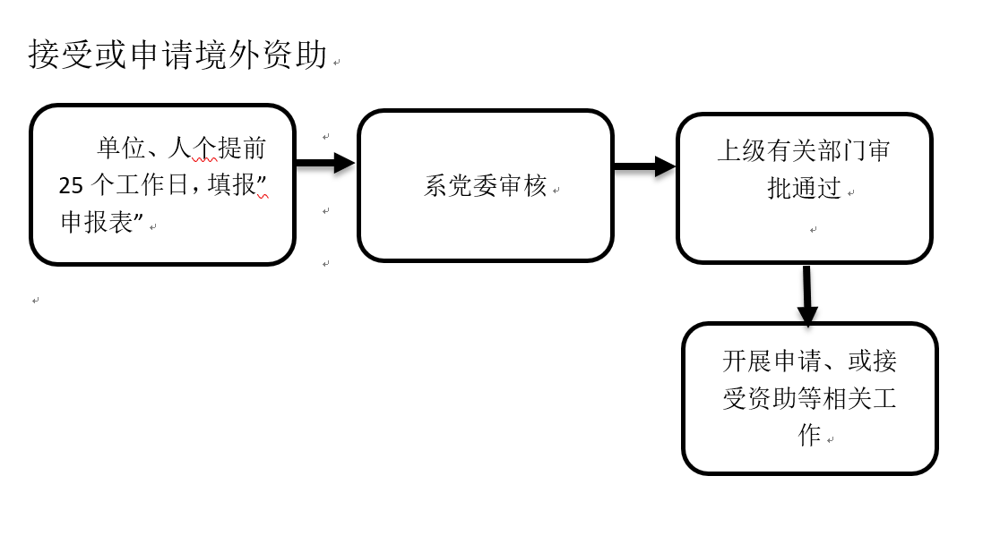 接受或申请境外资助
单位、人个提前
25个工作日，填报”
申报表”
系党委审核
上级有关部门审
批通过
开展申请、或接
受资助等相关工
作